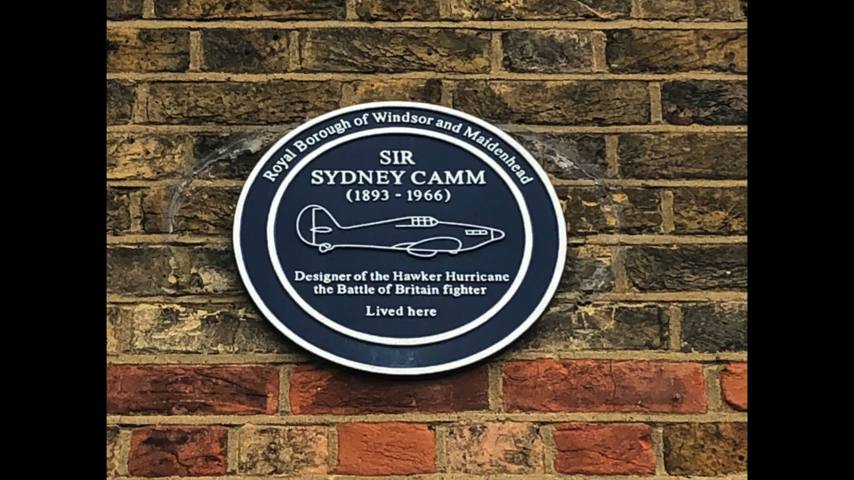 Royal Borough of Windsor and Maidenhead
SIR
SYDNEY CAMM
(1893 - 1966)
Designer of the Hawker Hurricane
the Battle of Britain fighter
Lived here